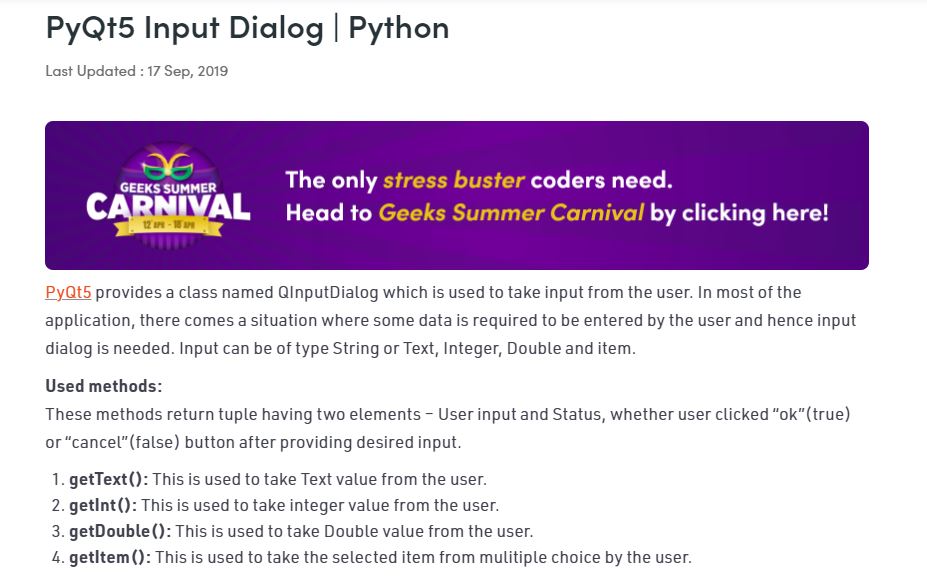 PyQt5 Input Dialog | Python
Last Updated : 17 Sep, 2019
GEEKS SUMMER
CARNIVAL
12 APR - 18 APR
The only stress buster coders need.
Head to Geeks Summer Carnival by clicking here!
PyQt5 provides a class named QInputDialog which is used to take input from the user. In most of the
application, there comes a situation where some data is required to be entered by the user and hence input
dialog is needed. Input can be of type String or Text, Integer, Double and item.
Used methods:
These methods return tuple having two elements – User input and Status, whether user clicked “ok”(true)
or “cancel”(false) button after providing desired input.
1. getText(): This is used to take Text value from the user.
2. getInt(): This is used to take integer value from the user.
3. getDouble(): This is used to take Double value from the user.
4. getItem(): This is used to take the selected item from mulitiple choice by the user.